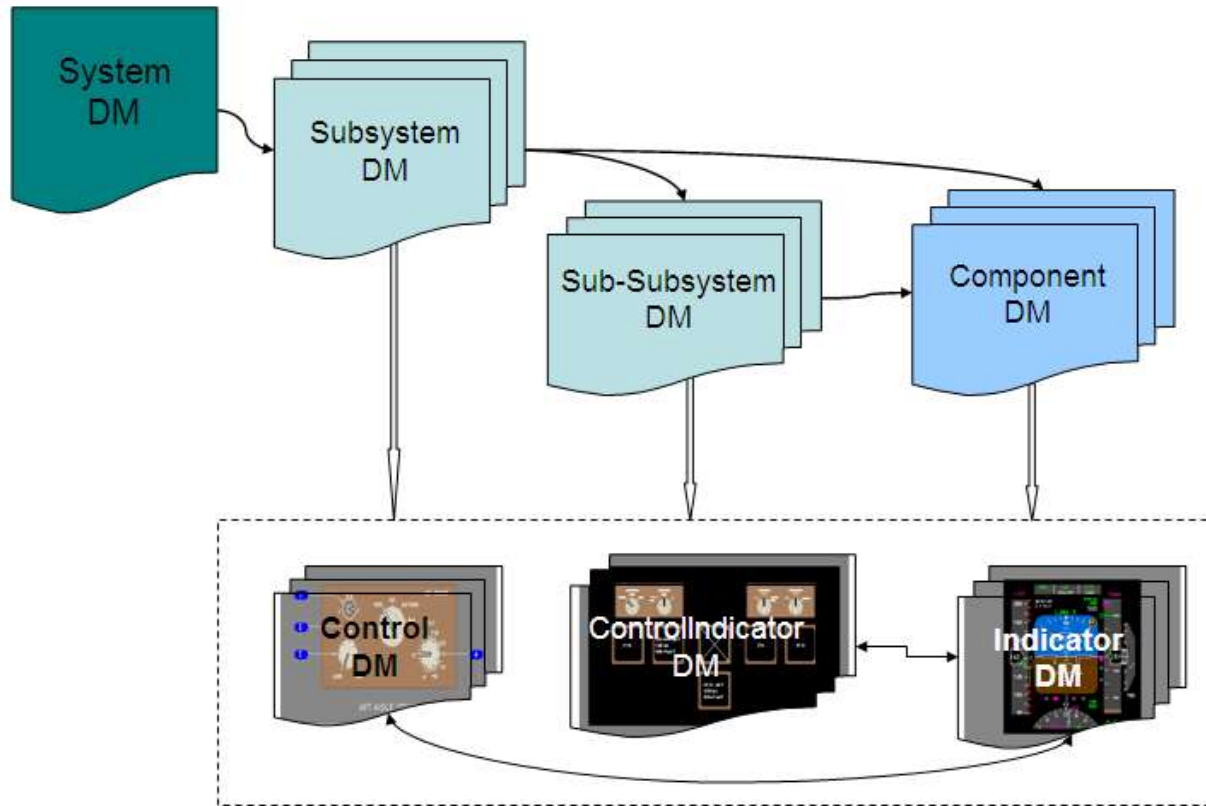 System
DM
Subsystem
DM
Sub-Subsystem
DM
Component
DM
Control
DM
ControlIndicator
DM
Indicator
DM